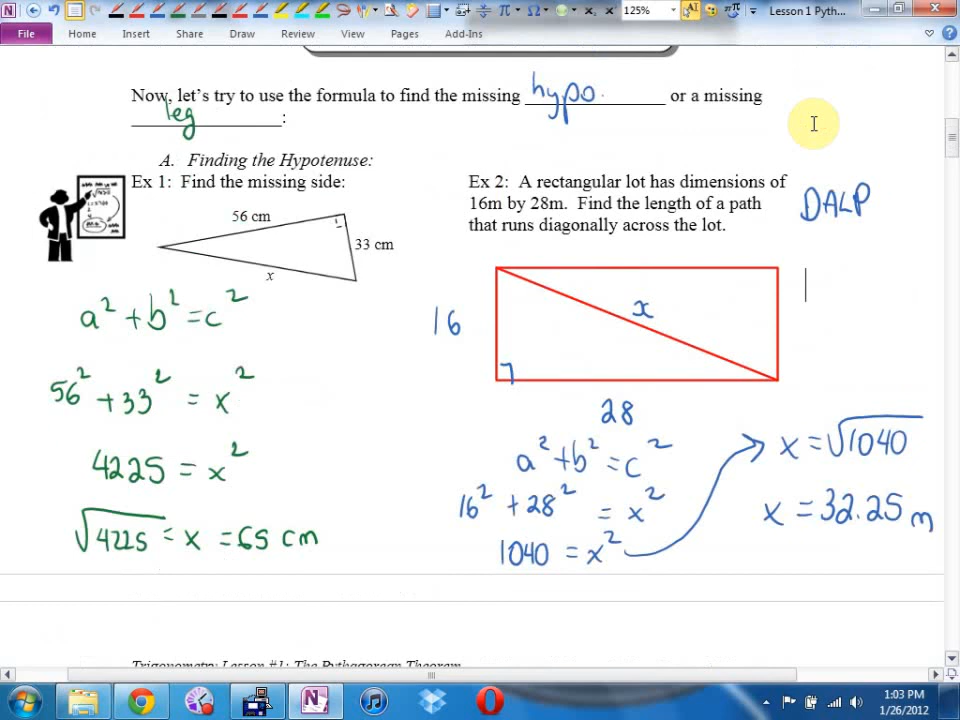 125%
Lesson 1 Pyth...
File Home Insert Share Draw Review View Pages Add-Ins
Now, let's try to use the formula to find the missing hypo. or a missing
leg :
A. Finding the Hypotenuse:
Ex 1: Find the missing side:
56 cm
33 cm
x
a² + b² = c²
56² + 33² = x²
4225 = x²
√4225 = x = 65 cm
Ex 2: A rectangular lot has dimensions of
16m by 28m. Find the length of a path
that runs diagonally across the lot.
DALP
16
x
28
a² + b² = c²
16² + 28² = x²
1040 = x²
x = √1040
x = 32.25 m
Trigonometry Lesson #1: The Pythagorean Theorem
1:03 PM
1/26/2012